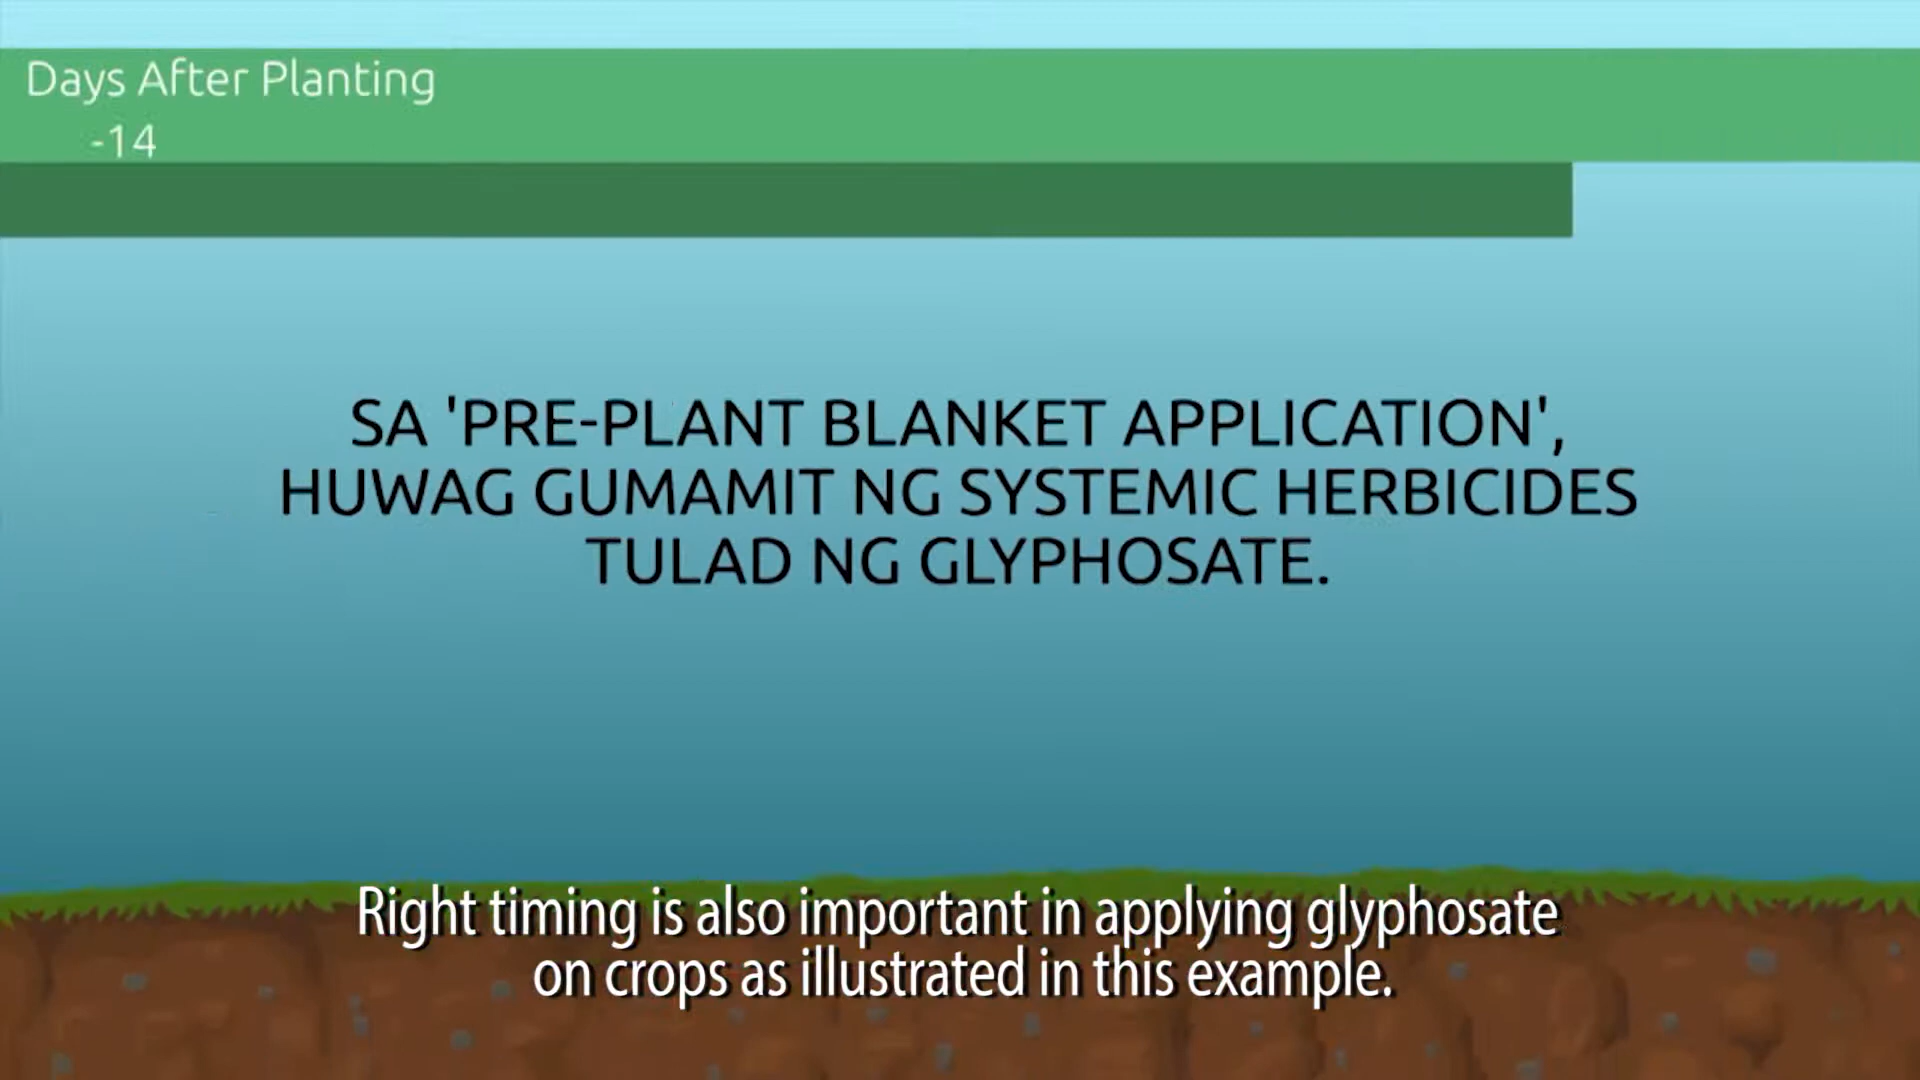 Days After Planting
-14
SA 'PRE-PLANT BLANKET APPLICATION',
HUWAG GUMAMIT NG SYSTEMIC HERBICIDES
TULAD NG GLYPHOSATE.
Right timing is also important in applying glyphosate
on crops as illustrated in this example.